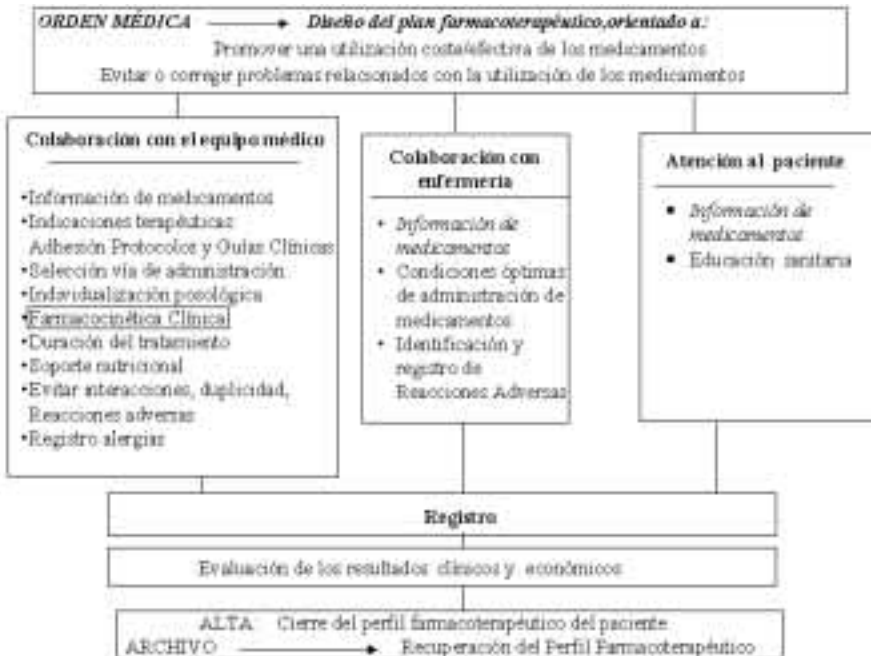 ORDEN MÉDICA Diseño del plan farmacoterapéutico,orientado a:
Promover una utilización coste/efectiva de los medicamentos
Evitar o corregir problemas relacionados con la utilización de los medicamentos
Colaboración con el equipo médico
•Información de medicamentos
•Indicaciones terapéuticas
Adhesión Protocolos y Guías Clínicas
•Selección vía de administración
•Individualización posológica
•Farmacocinética Clínica
•Duración del tratamiento
•Soporte nutricional
•Evitar interacciones, duplicidad,
Reacciones adversas
•Registro alergias
Colaboración con
enfermería
• Información de
medicamentos
• Condiciones óptimas
de administración de
medicamentos
• Identificación y
registro de
Reacciones Adversas
Atención al paciente
• Información de
medicamentos
• Educación sanitaria
Registro
Evaluación de los resultados clínicos y económicos
ALTA Cierre del perfil farmacoterapéutico del paciente
ARCHIVO Recuperación del Perfil Farmacoterapéutico